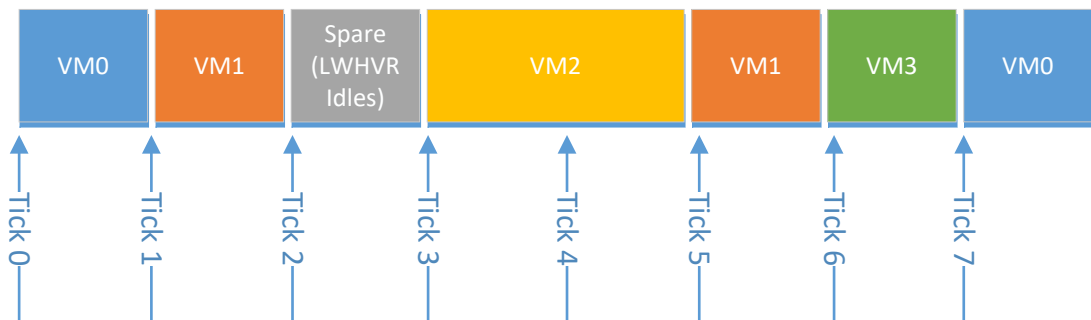 VM0
VM1
Spare
(LWHVR
Idles)
VM2
VM1
VM3
VM0
Tick 0
Tick 1
Tick 2
Tick 3
Tick 4
Tick 5
Tick 6
Tick 7